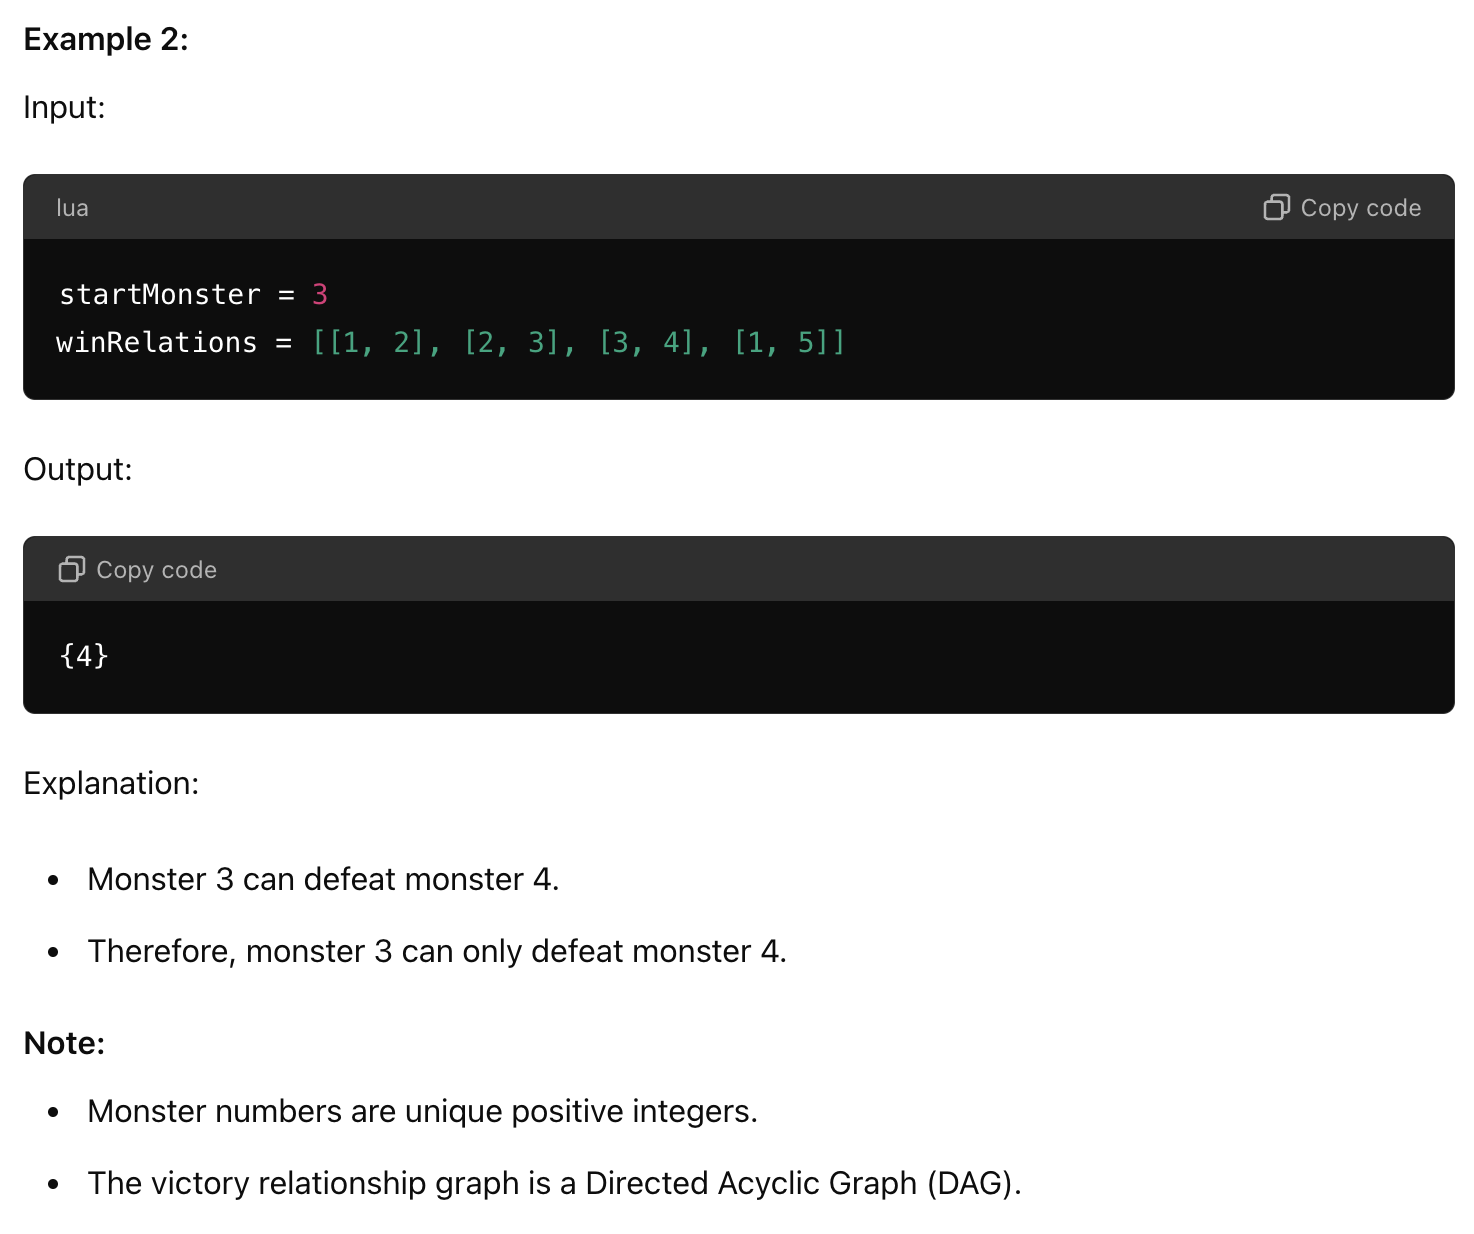 Example 2:
Input:
lua
Copy code
startMonster = 3
winRelations = [[1, 2], [2, 3], [3, 4], [1, 5]]
Output:
Copy code
{4}
Explanation:
• Monster 3 can defeat monster 4.
• Therefore, monster 3 can only defeat monster 4.
Note:
• Monster numbers are unique positive integers.
• The victory relationship graph is a Directed Acyclic Graph (DAG).